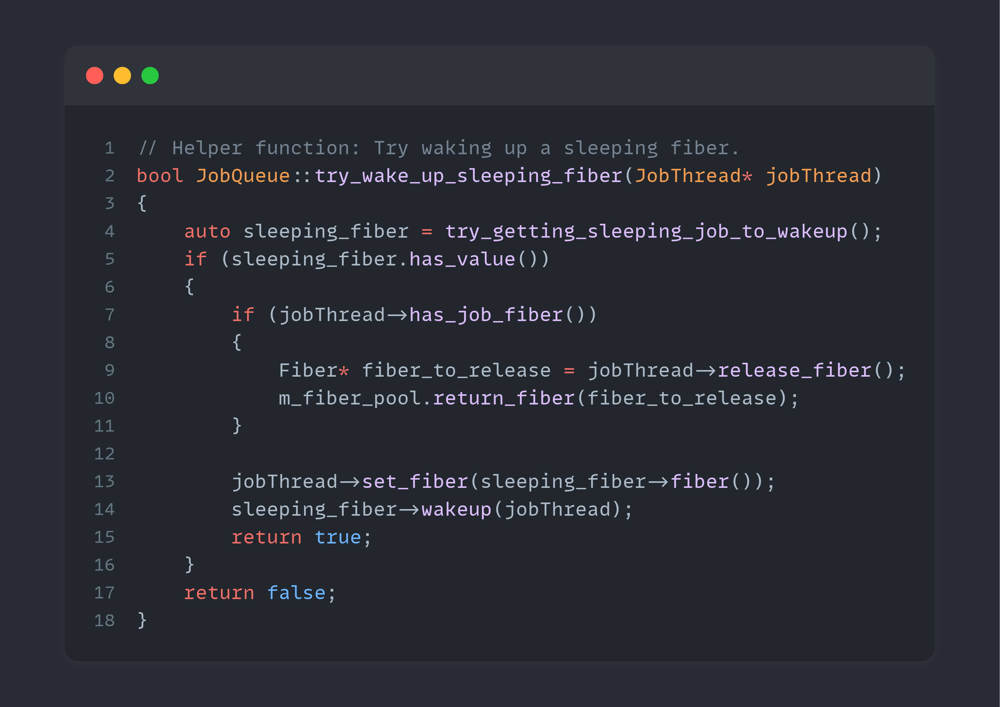 1 // Helper function: Try waking up a sleeping fiber.
2 bool JobQueue::try_wake_up_sleeping_fiber(JobThread* jobThread)
3 {
4     auto sleeping_fiber = try_getting_sleeping_job_to_wakeup();
5     if (sleeping_fiber.has_value())
6     {
7         if (jobThread->has_job_fiber())
8         {
9             Fiber* fiber_to_release = jobThread->release_fiber();
10             m_fiber_pool.return_fiber(fiber_to_release);
11         }
12
13         jobThread->set_fiber(sleeping_fiber->fiber());
14         sleeping_fiber->wakeup(jobThread);
15         return true;
16     }
17     return false;
18 }